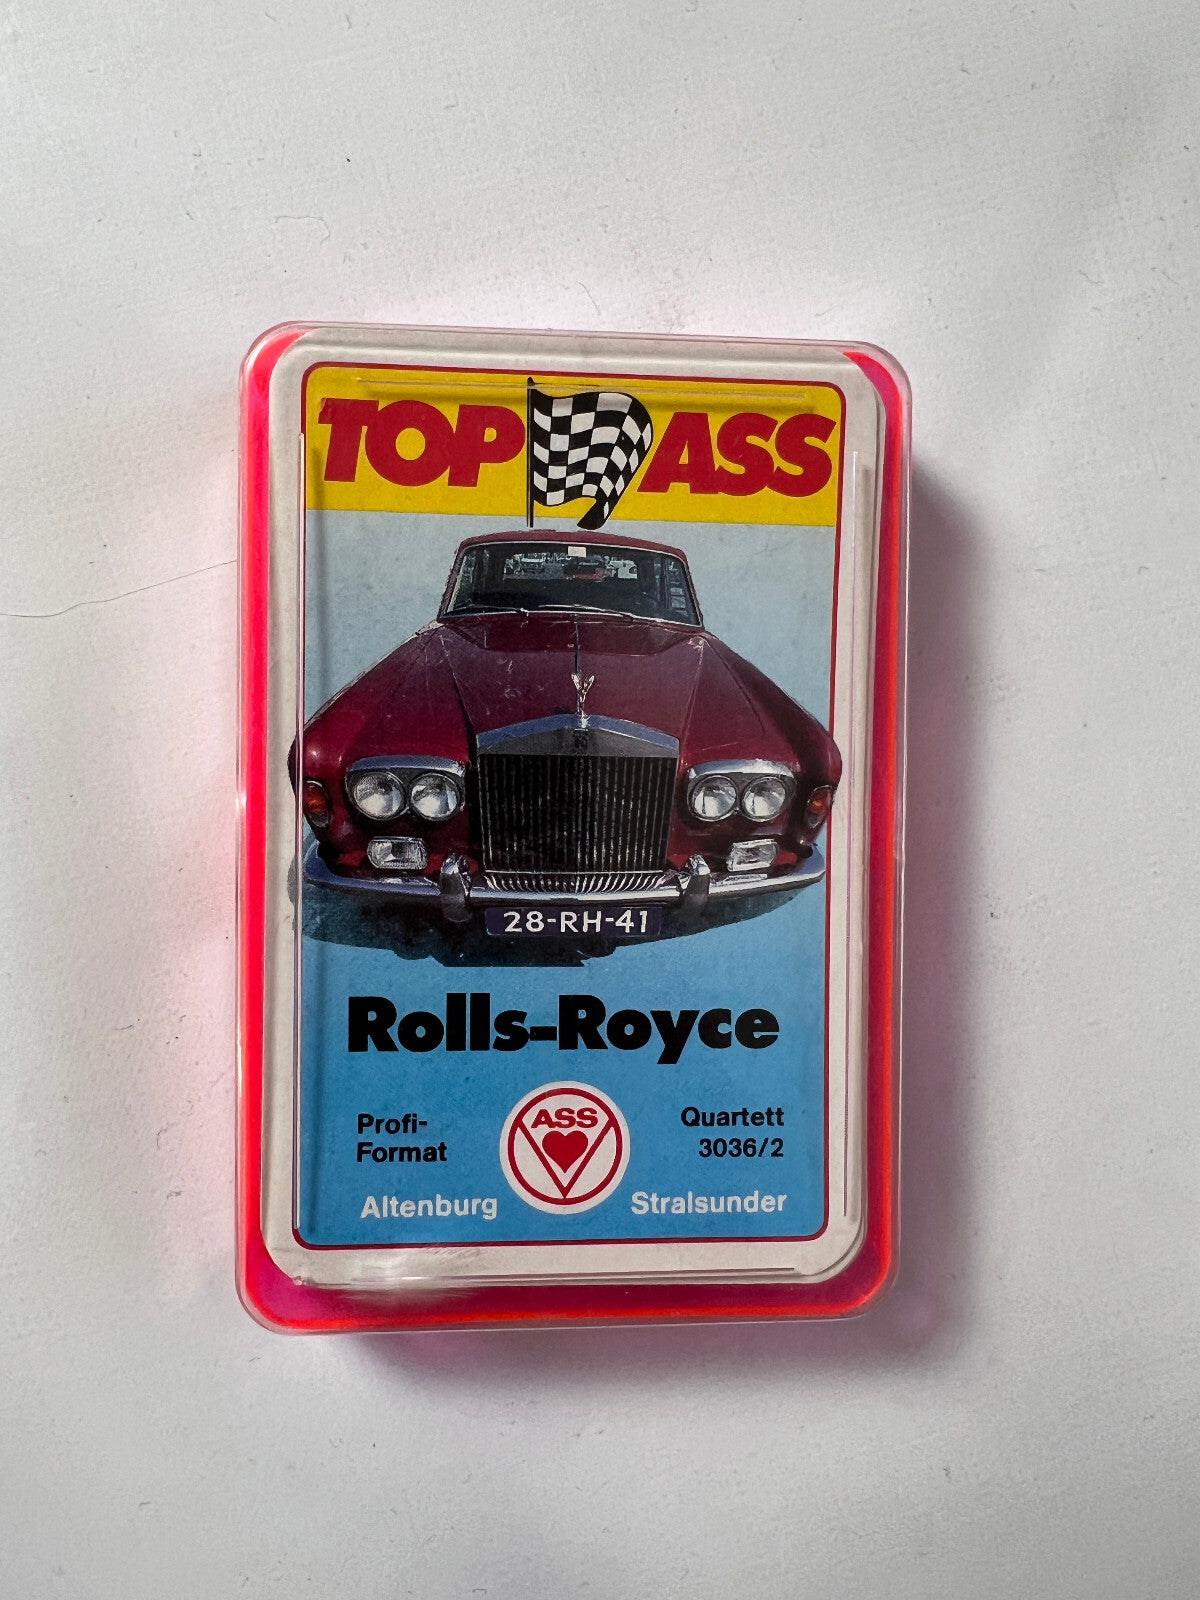 TOP ASS
28-RH-41
Rolls-Royce
Profi-
Format
ASS
Quartett
3036/2
Altenburg
Stralsunder